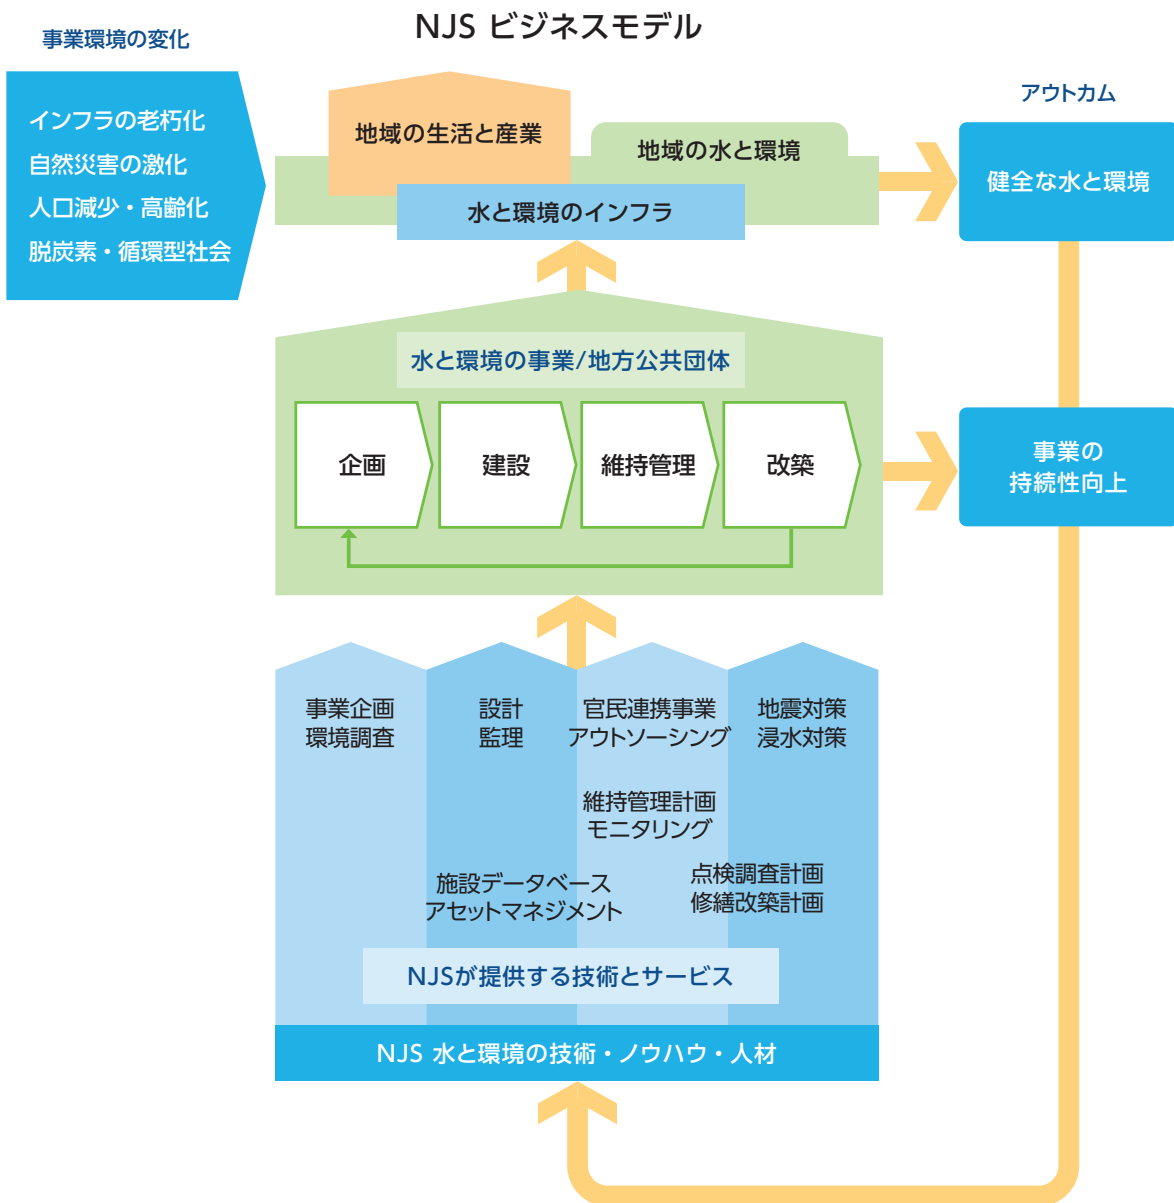 NJS ビジネスモデル
事業環境の変化
インフラの老朽化
自然災害の激化
人口減少・高齢化
脱炭素・循環型社会
地域の生活と産業
地域の水と環境
水と環境のインフラ
アウトカム
健全な水と環境
水と環境の事業/地方公共団体
企画
建設
維持管理
改築
事業の
持続性向上
事業企画
環境調査
設計
監理
官民連携事業
アウトソーシング
地震対策
浸水対策
維持管理計画
モニタリング
施設データベース
アセットマネジメント
点検調査計画
修繕改築計画
NJSが提供する技術とサービス
NJS 水と環境の技術・ノウハウ・人材